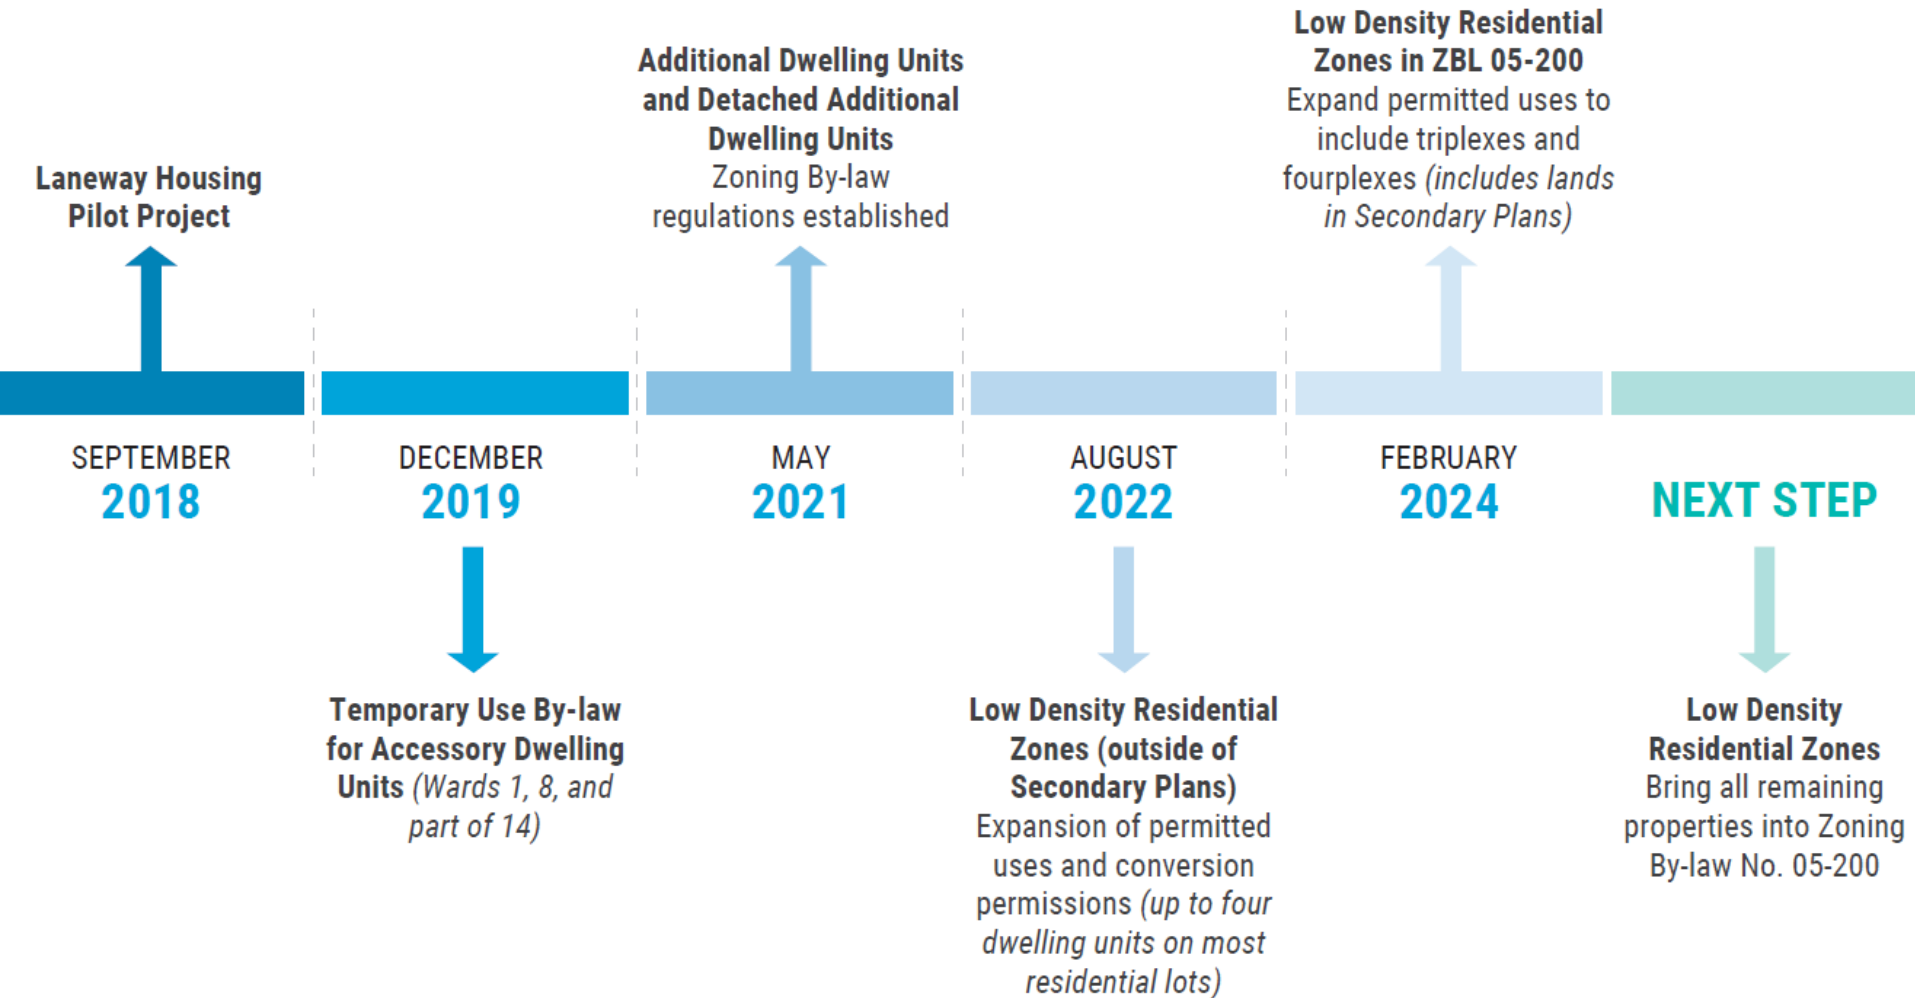 Laneway Housing
Pilot Project
SEPTEMBER
2018
DECEMBER
2019
Temporary Use By-law
for Accessory Dwelling
Units (Wards 1, 8, and
part of 14)
Additional Dwelling Units
and Detached Additional
Dwelling Units
Zoning By-law
regulations established
MAY
2021
AUGUST
2022
Low Density Residential
Zones (outside of
Secondary Plans)
Expansion of permitted
uses and conversion
permissions (up to four
dwelling units on most
residential lots)
Low Density Residential
Zones in ZBL 05-200
Expand permitted uses to
include triplexes and
fourplexes (includes lands
in Secondary Plans)
FEBRUARY
2024
NEXT STEP
Low Density
Residential Zones
Bring all remaining
properties into Zoning
By-law No. 05-200